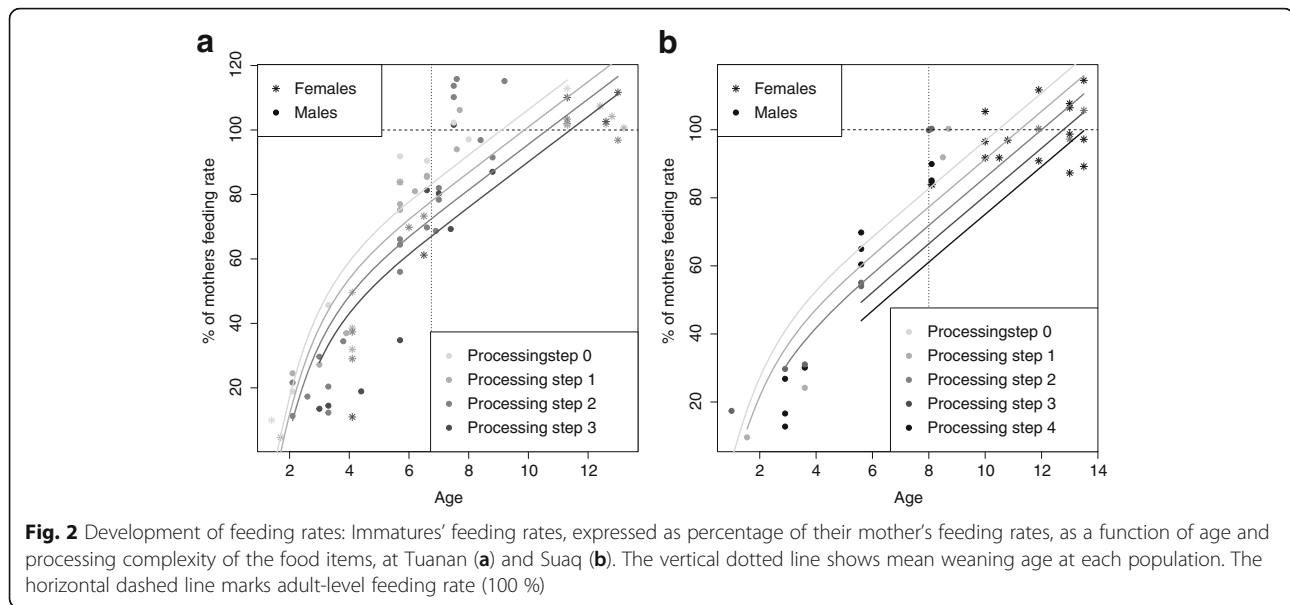 a
120
100
80
60
40
20
% of mothers feeding rate
Females
Males
Processingstep 0
Processing step 1
Processing step 2
Processing step 3
2 4 6 8 10 12
Age
b
100
80
60
40
20
% of mothers feeding rate
Females
Males
Processingstep 0
Processing step 1
Processing step 2
Processing step 3
Processing step 4
2 4 6 8 10 12 14
Age
Fig. 2 Development of feeding rates: Immatures’ feeding rates, expressed as percentage of their mother’s feeding rates, as a function of age and
processing complexity of the food items, at Tuanan (a) and Suaq (b). The vertical dotted line shows mean weaning age at each population. The
horizontal dashed line marks adult-level feeding rate (100 %)